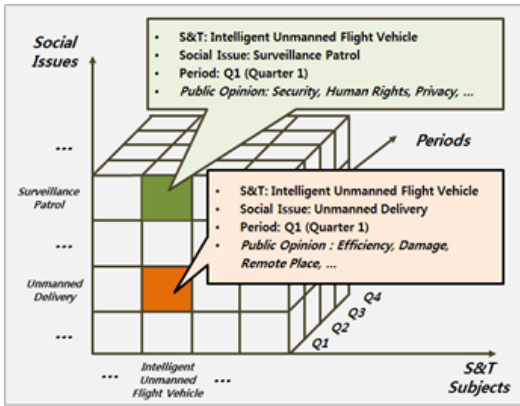 Social
Issues
• S&T: Intelligent Unmanned Flight Vehicle
• Social Issue: Surveillance Patrol
• Period: Q1 (Quarter 1)
• Public Opinion: Security, Human Rights, Privacy, ...
...
Periods
Surveillance
Patrol
• S&T: Intelligent Unmanned Flight Vehicle
• Social Issue: Unmanned Delivery
• Period: Q1 (Quarter 1)
• Public Opinion : Efficiency, Damage,
Remote Place, ...
...
Unmanned
Delivery
...
Q4
Q3
Q2
Q1
...
Intelligent
Unmanned
Flight Vehicle
...
S&T
Subjects